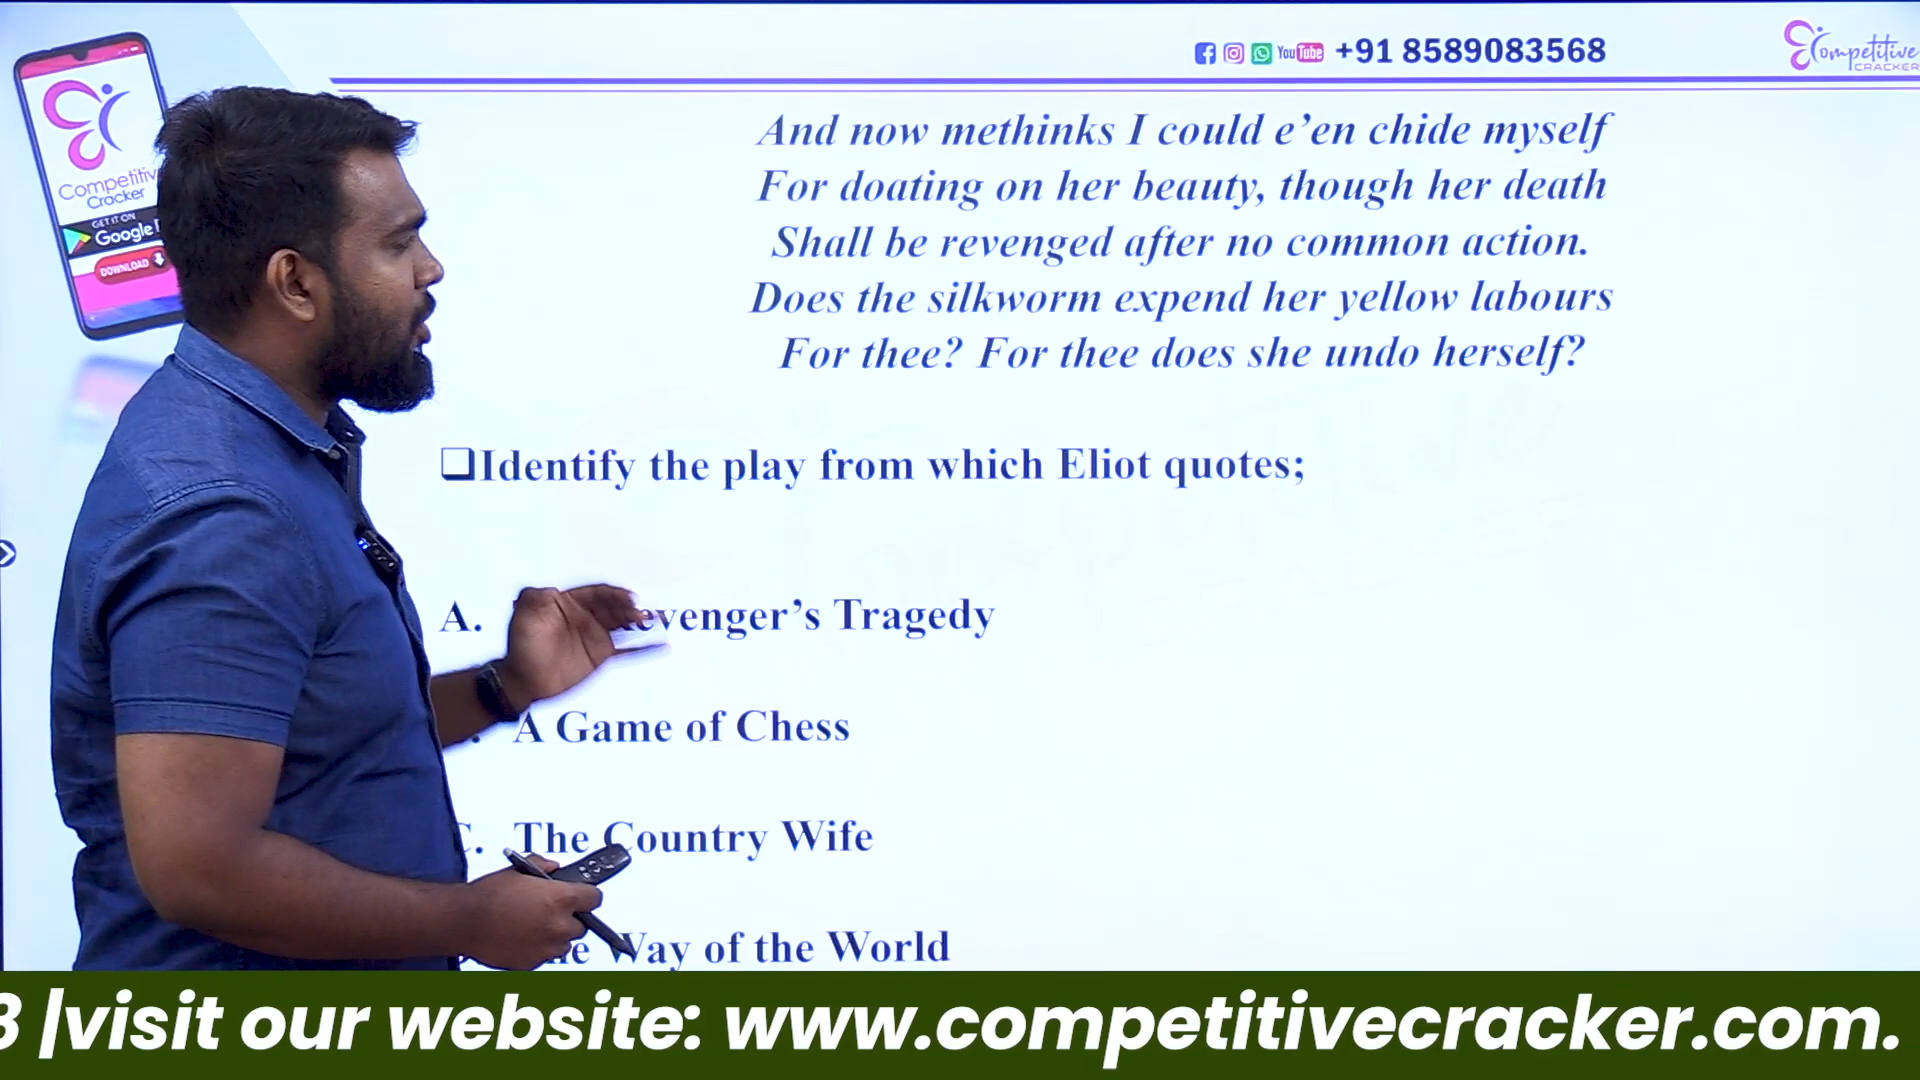 YouTube +91 8589083568
Competitive
CRACKER
Competitive
Cracker
GET IT ON
Google
DOWNLOAD
And now methinks I could e’en chide myself
For doating on her beauty, though her death
Shall be revenged after no common action.
Does the silkworm expend her yellow labours
For thee? For thee does she undo herself?
❑Identify the play from which Eliot quotes;
A. Revenger’s Tragedy
A Game of Chess
C. The Country Wife
Way of the World
3 |visit our website: www.competitivecracker.com.